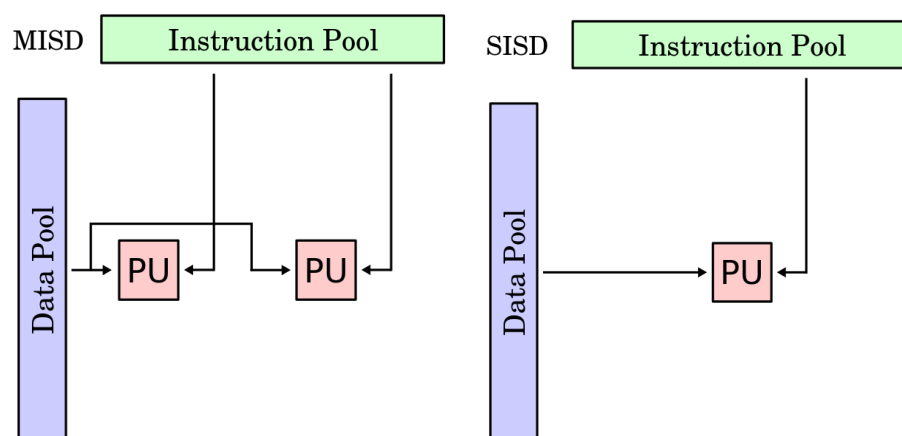 MISD
Instruction Pool
Data Pool
PU
PU
SISD
Instruction Pool
Data Pool
PU